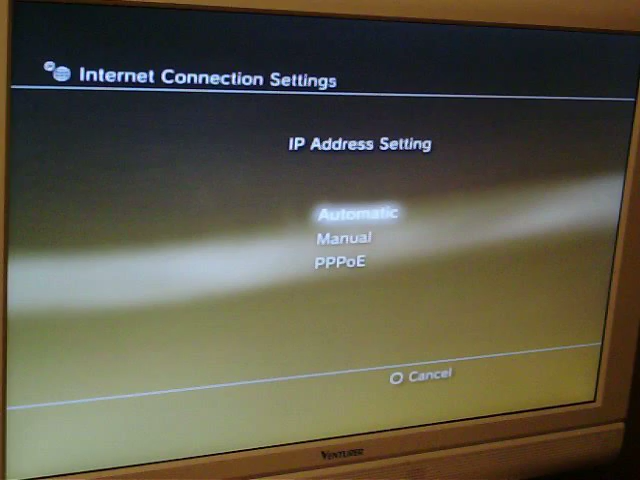 Internet Connection Settings
IP Address Setting
Automatic
Manual
PPPoE
Cancel
VENTURER